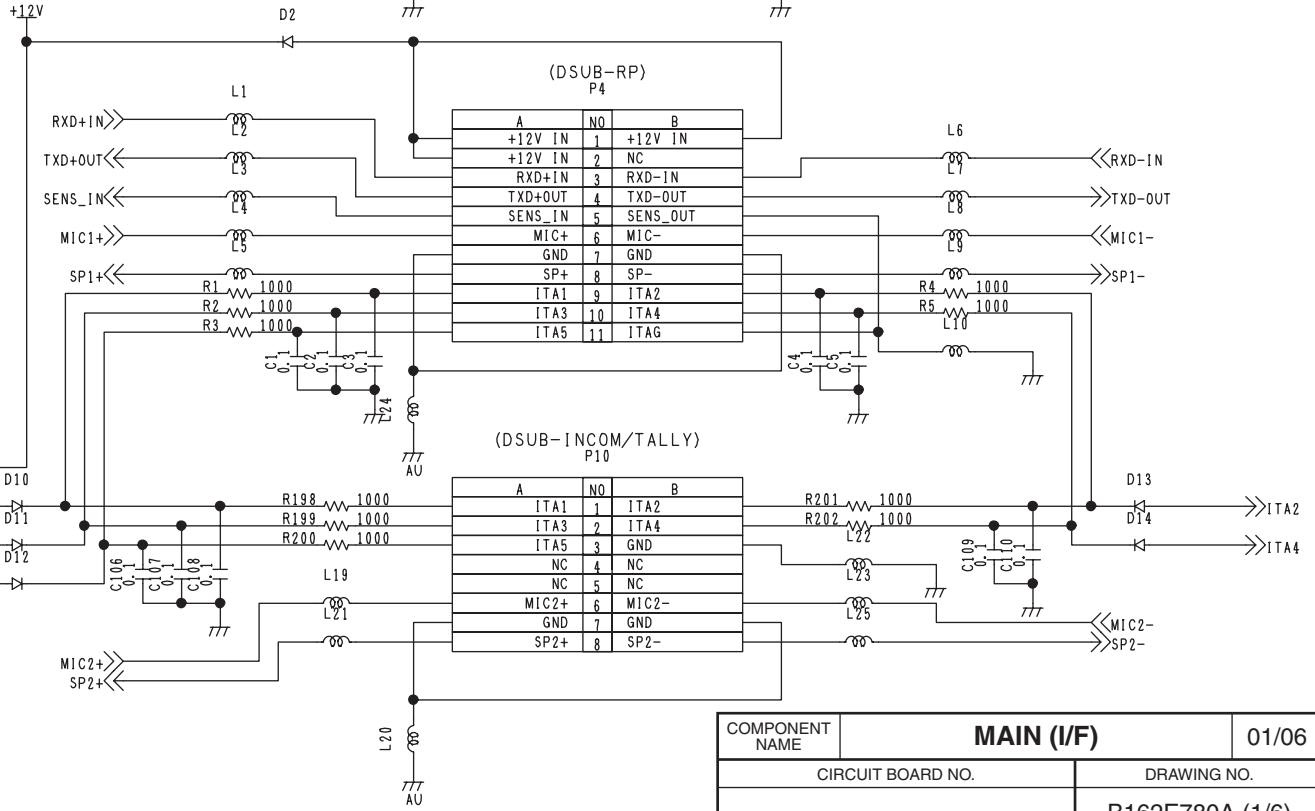 +12V
D2
(DSUB-RP)
P4
L1
A NO B
+12V IN 1 +12V IN
L6
RXD+IN
L2
TXD+OUT
+12V IN 2 NC
RXD-IN
L3
RXD+IN 3 RXD-IN
L7
SENS_IN
TXD+OUT 4 TXD-OUT
TXD-OUT
L4
SENS_IN 5 SENS_OUT
L8
MIC1+
MIC+ 6 MIC-
MIC1-
L5
GND 7 GND
L9
SP1+
SP+ 8 SP-
SP1-
R1 1000
ITA1 9 ITA2
R4 1000
R2 1000
ITA3 10 ITA4
R5 1000
R3 1000
ITA5 11 ITAG
L10
C1 0.1
C2 0.1
C3 0.1
C4 0.1
C5 0.1
L24
AU
(DSUB-INCOM/TALLY)
P10
D10
A NO B
D13
R198 1000
ITA1 1 ITA2
R201 1000
ITA2
D11
R199 1000
ITA3 2 ITA4
R202 1000
D14
D12
R200 1000
ITA5 3 GND
L22
ITA4
C106 0.1
C107 0.1
C108 0.1
C109 0.1
C110 0.1
NC 4 NC
L19
NC 5 NC
L23
MIC2+ 6 MIC2-
L21
GND 7 GND
L25
MIC2-
SP2+ 8 SP2-
SP2-
MIC2+
SP2+
L20
AU
COMPONENT NAME
MAIN (I/F)
01/06
CIRCUIT BOARD NO.
DRAWING NO.